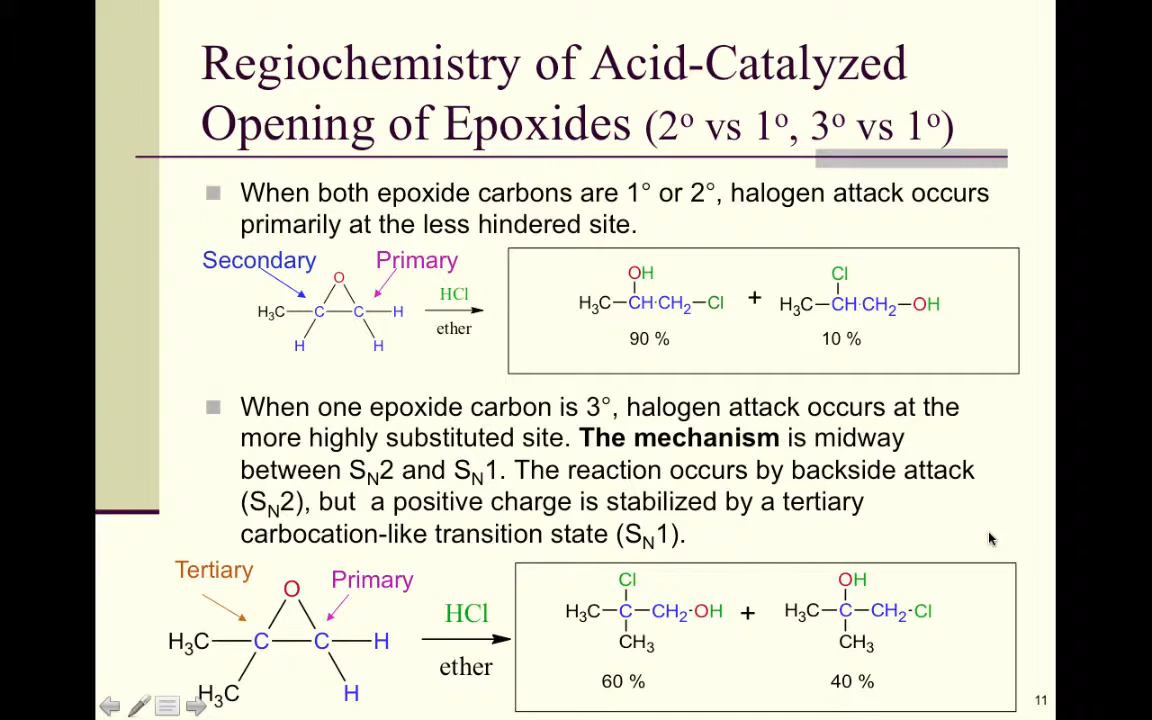 Regiochemistry of Acid-Catalyzed
Opening of Epoxides (2º vs 1º, 3º vs 1º)
When both epoxide carbons are 1° or 2°, halogen attack occurs
primarily at the less hindered site.
Secondary Primary
O
H₃C C C H
H H
HCl
ether
OH
H₃C–CH·CH₂–Cl
90 %
+
Cl
H₃C–CH·CH₂–OH
10 %
When one epoxide carbon is 3°, halogen attack occurs at the
more highly substituted site. The mechanism is midway
between SN2 and SN1. The reaction occurs by backside attack
(SN2), but a positive charge is stabilized by a tertiary
carbocation-like transition state (SN1).
Tertiary Primary
O
H₃C C C H
H₃C H
HCl
ether
Cl
H₃C–C–CH₂-OH
CH₃
60 %
+
OH
H₃C–C–CH₂-Cl
CH₃
40 %
11